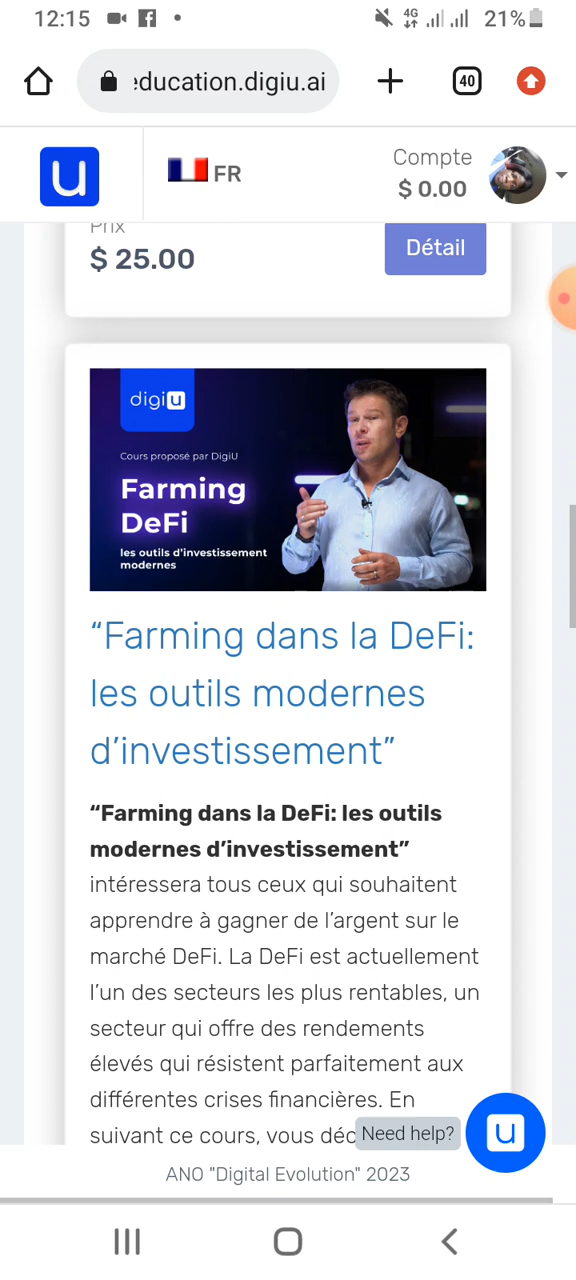 12:15
4G
21%
education.digiu.ai
40
U
FR
Compte
$ 0.00
Prix
$ 25.00
Détail
digiU
Cours proposé par DigiU
Farming
DeFi
les outils d'investissement
modernes
“Farming dans la DeFi:
les outils modernes
d’investissement”
“Farming dans la DeFi: les outils
modernes d’investissement”
intéressera tous ceux qui souhaitent
apprendre à gagner de l’argent sur le
marché DeFi. La DeFi est actuellement
l’un des secteurs les plus rentables, un
secteur qui offre des rendements
élevés qui résistent parfaitement aux
différentes crises financières. En
suivant ce cours, vous déc
Need help?
U
ANO "Digital Evolution" 2023